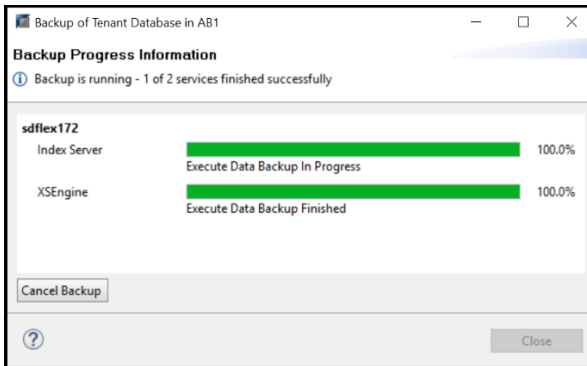 Backup of Tenant Database in AB1
Backup Progress Information
Backup is running - 1 of 2 services finished successfully
sdflex172
Index Server 100.0%
Execute Data Backup In Progress
XSEngine 100.0%
Execute Data Backup Finished
Cancel Backup
Close